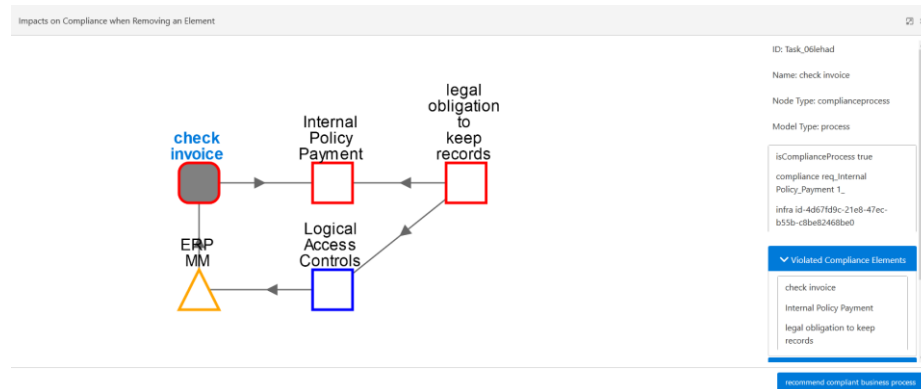 Impacts on Compliance when Removing an Element
check
invoice
Internal
Policy
Payment
legal
obligation
to
keep
records
ERP
MM
Logical
Access
Controls
ID: Task_06lehad
Name: check invoice
Node Type: complianceprocess
Model Type: process
isComplianceProcess true
compliance req_Internal
Policy_Payment 1_
infra id-4d67fd9c-21e8-47ec-
b55b-c8be82468be0
Violated Compliance Elements
check invoice
Internal Policy Payment
legal obligation to keep
records
recommend compliant business process